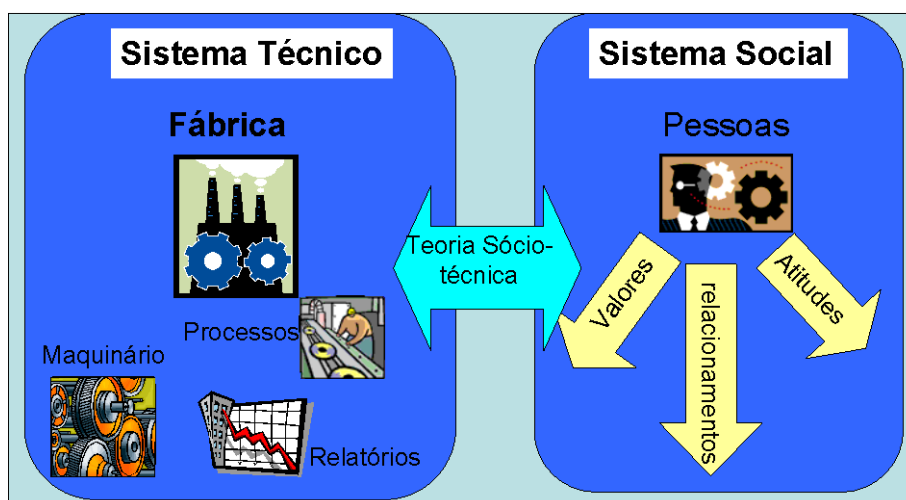 Sistema Técnico
Fábrica
Processos
Maquinário
Relatórios
Teoria Sócio-
técnica
Sistema Social
Pessoas
Valores
relacionamentos
Atitudes